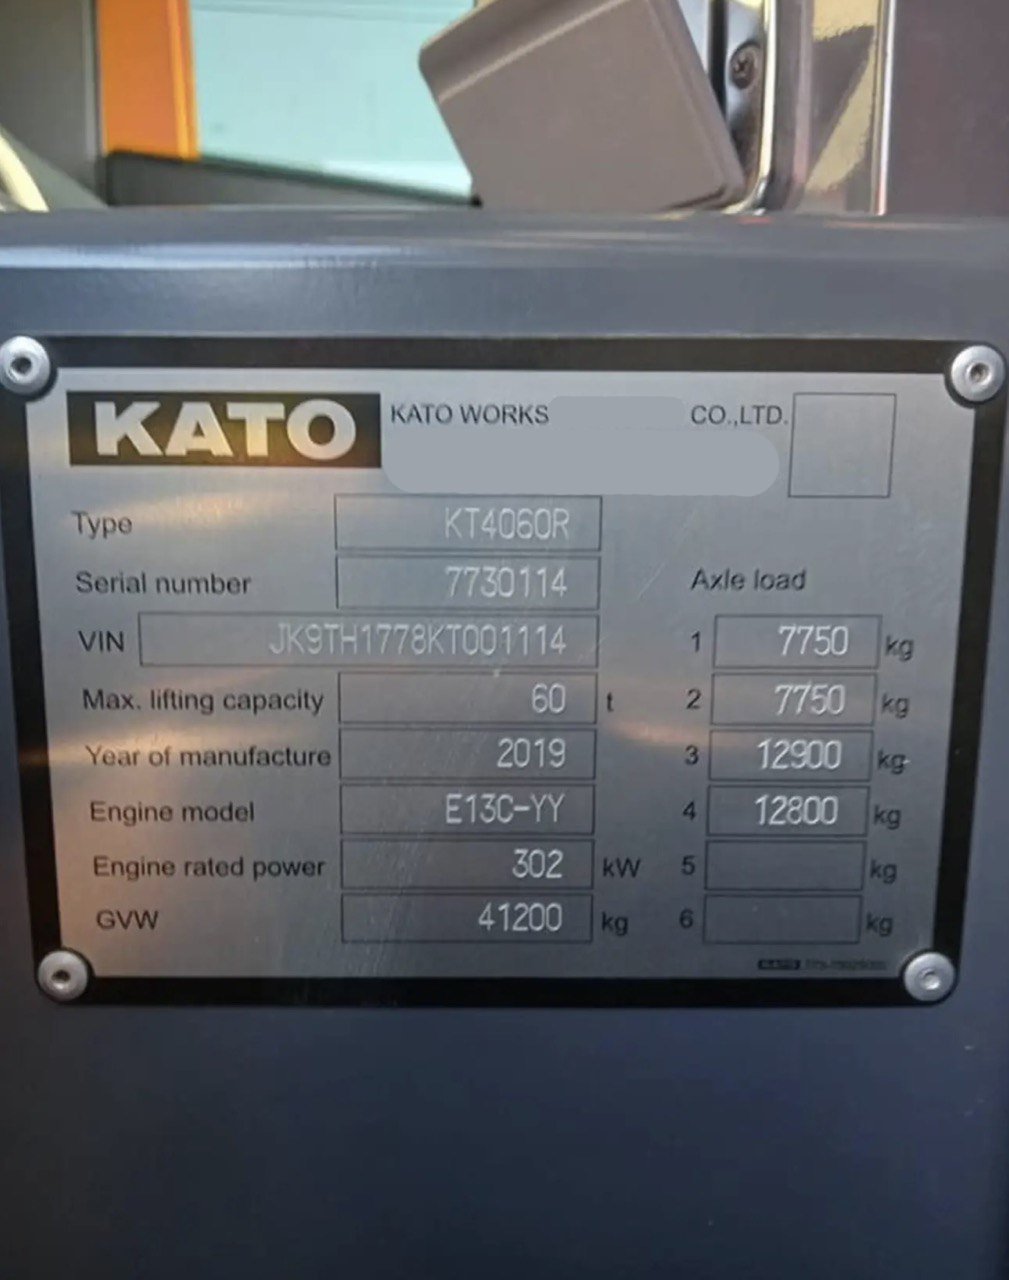 KATO KATO WORKS CO.,LTD.
Type KT4060R
Serial number 7730114 Axle load
VIN JK9TH1778KT001114 1 7750 kg
Max. lifting capacity 60 t 2 7750 kg
Year of manufacture 2019 3 12900 kg
Engine model E13C-YY 4 12800 kg
Engine rated power 302 kW 5 kg
GVW 41200 kg 6 kg
KATO